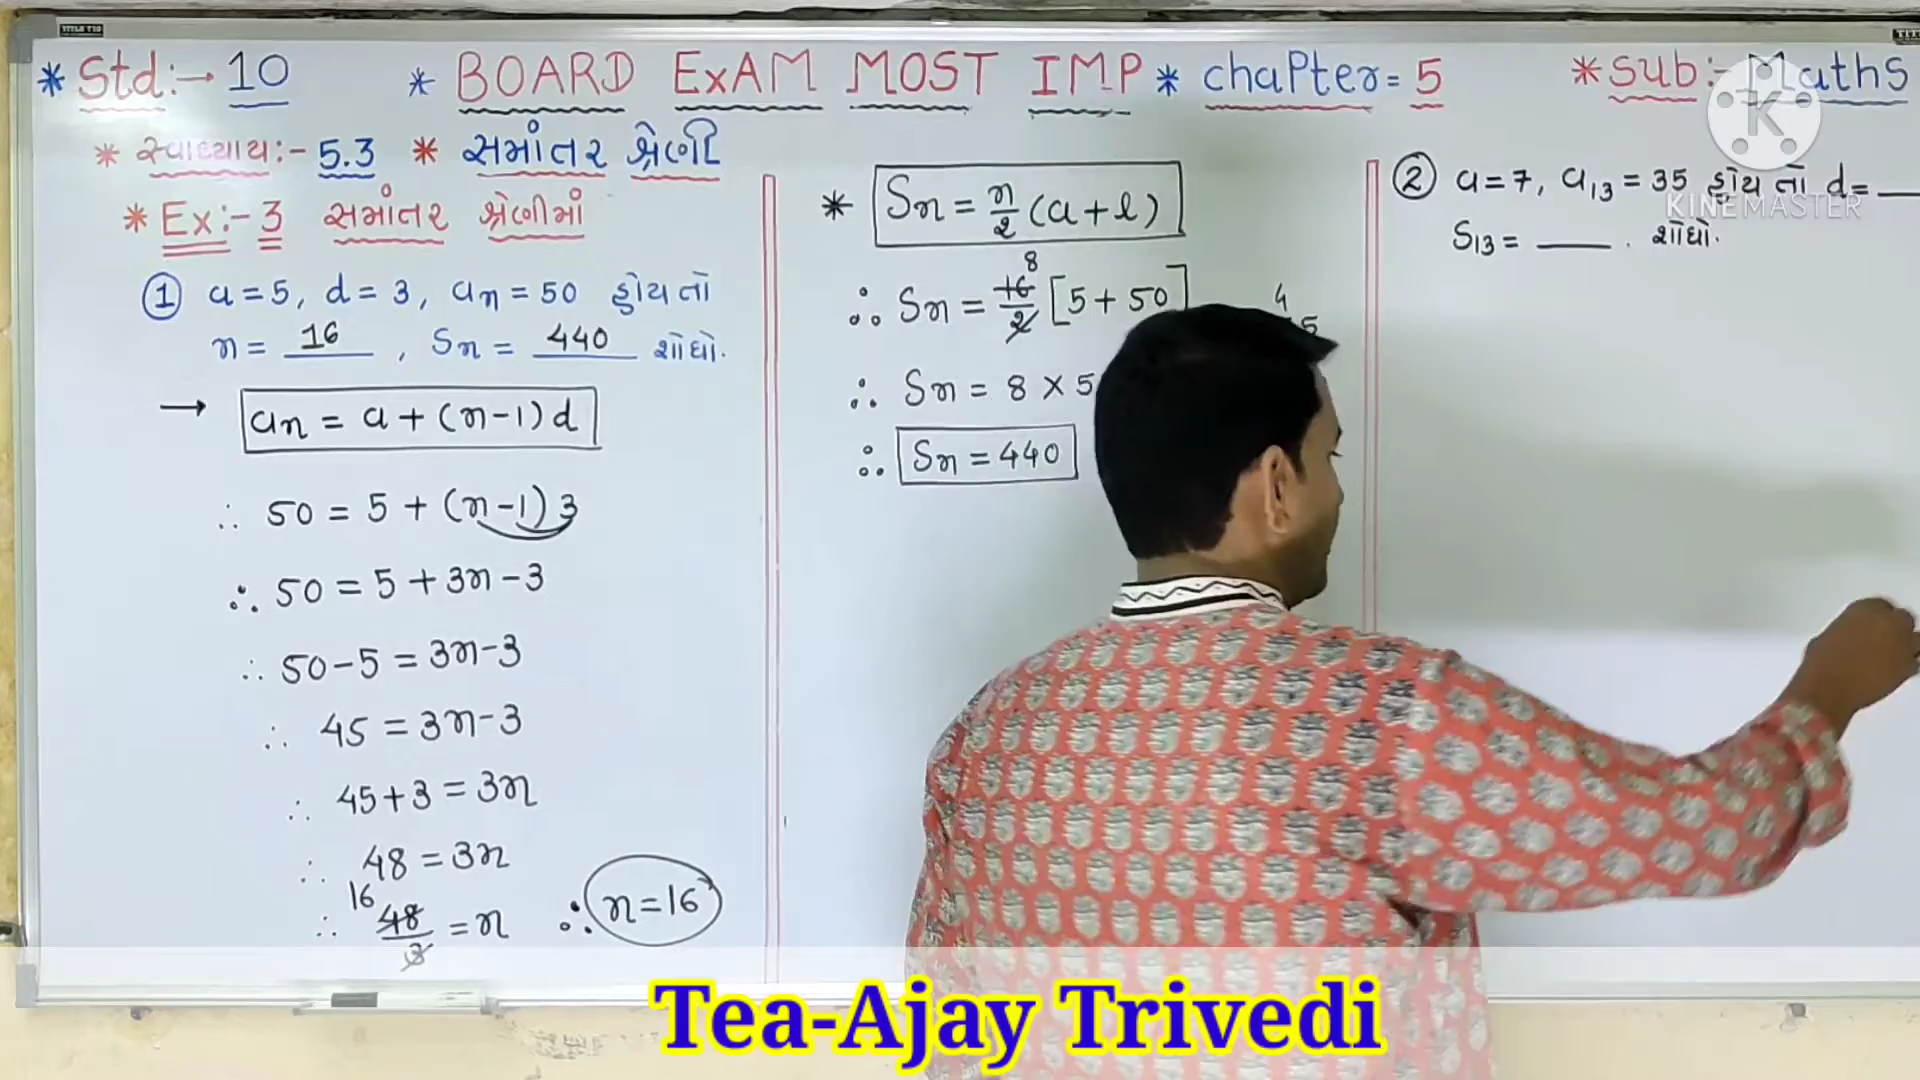 * Std:→ 10 * BOARD ExAM MOST IMP * chapter = 5 * Sub:- Maths
* સ્વાધ્યાય:- 5.3 * સમાંતર શ્રેણી
* Ex:- 3 સમાંતર શ્રેણીમાં
① a = 5, d = 3, an = 50 હોય તો
n = 16 , Sn = 440 શોધો.
→ an = a + (n-1) d
∴ 50 = 5 + (n-1) 3
∴ 50 = 5 + 3n - 3
∴ 50-5 = 3n-3
∴ 45 = 3n-3
∴ 45+3 = 3n
∴ 48 = 3n
16
∴ 48/3 = n ∴ n = 16
* Sn = n/2 (a + l)
8
∴ Sn = 16/2 [5 + 50]
∴ Sn = 8 × 5
∴ Sn = 440
4
5
② a = 7, a13 = 35 હોય તો d = ___
S13 = ___ . શોધો.
K
KINEMASTER
Tea-Ajay Trivedi